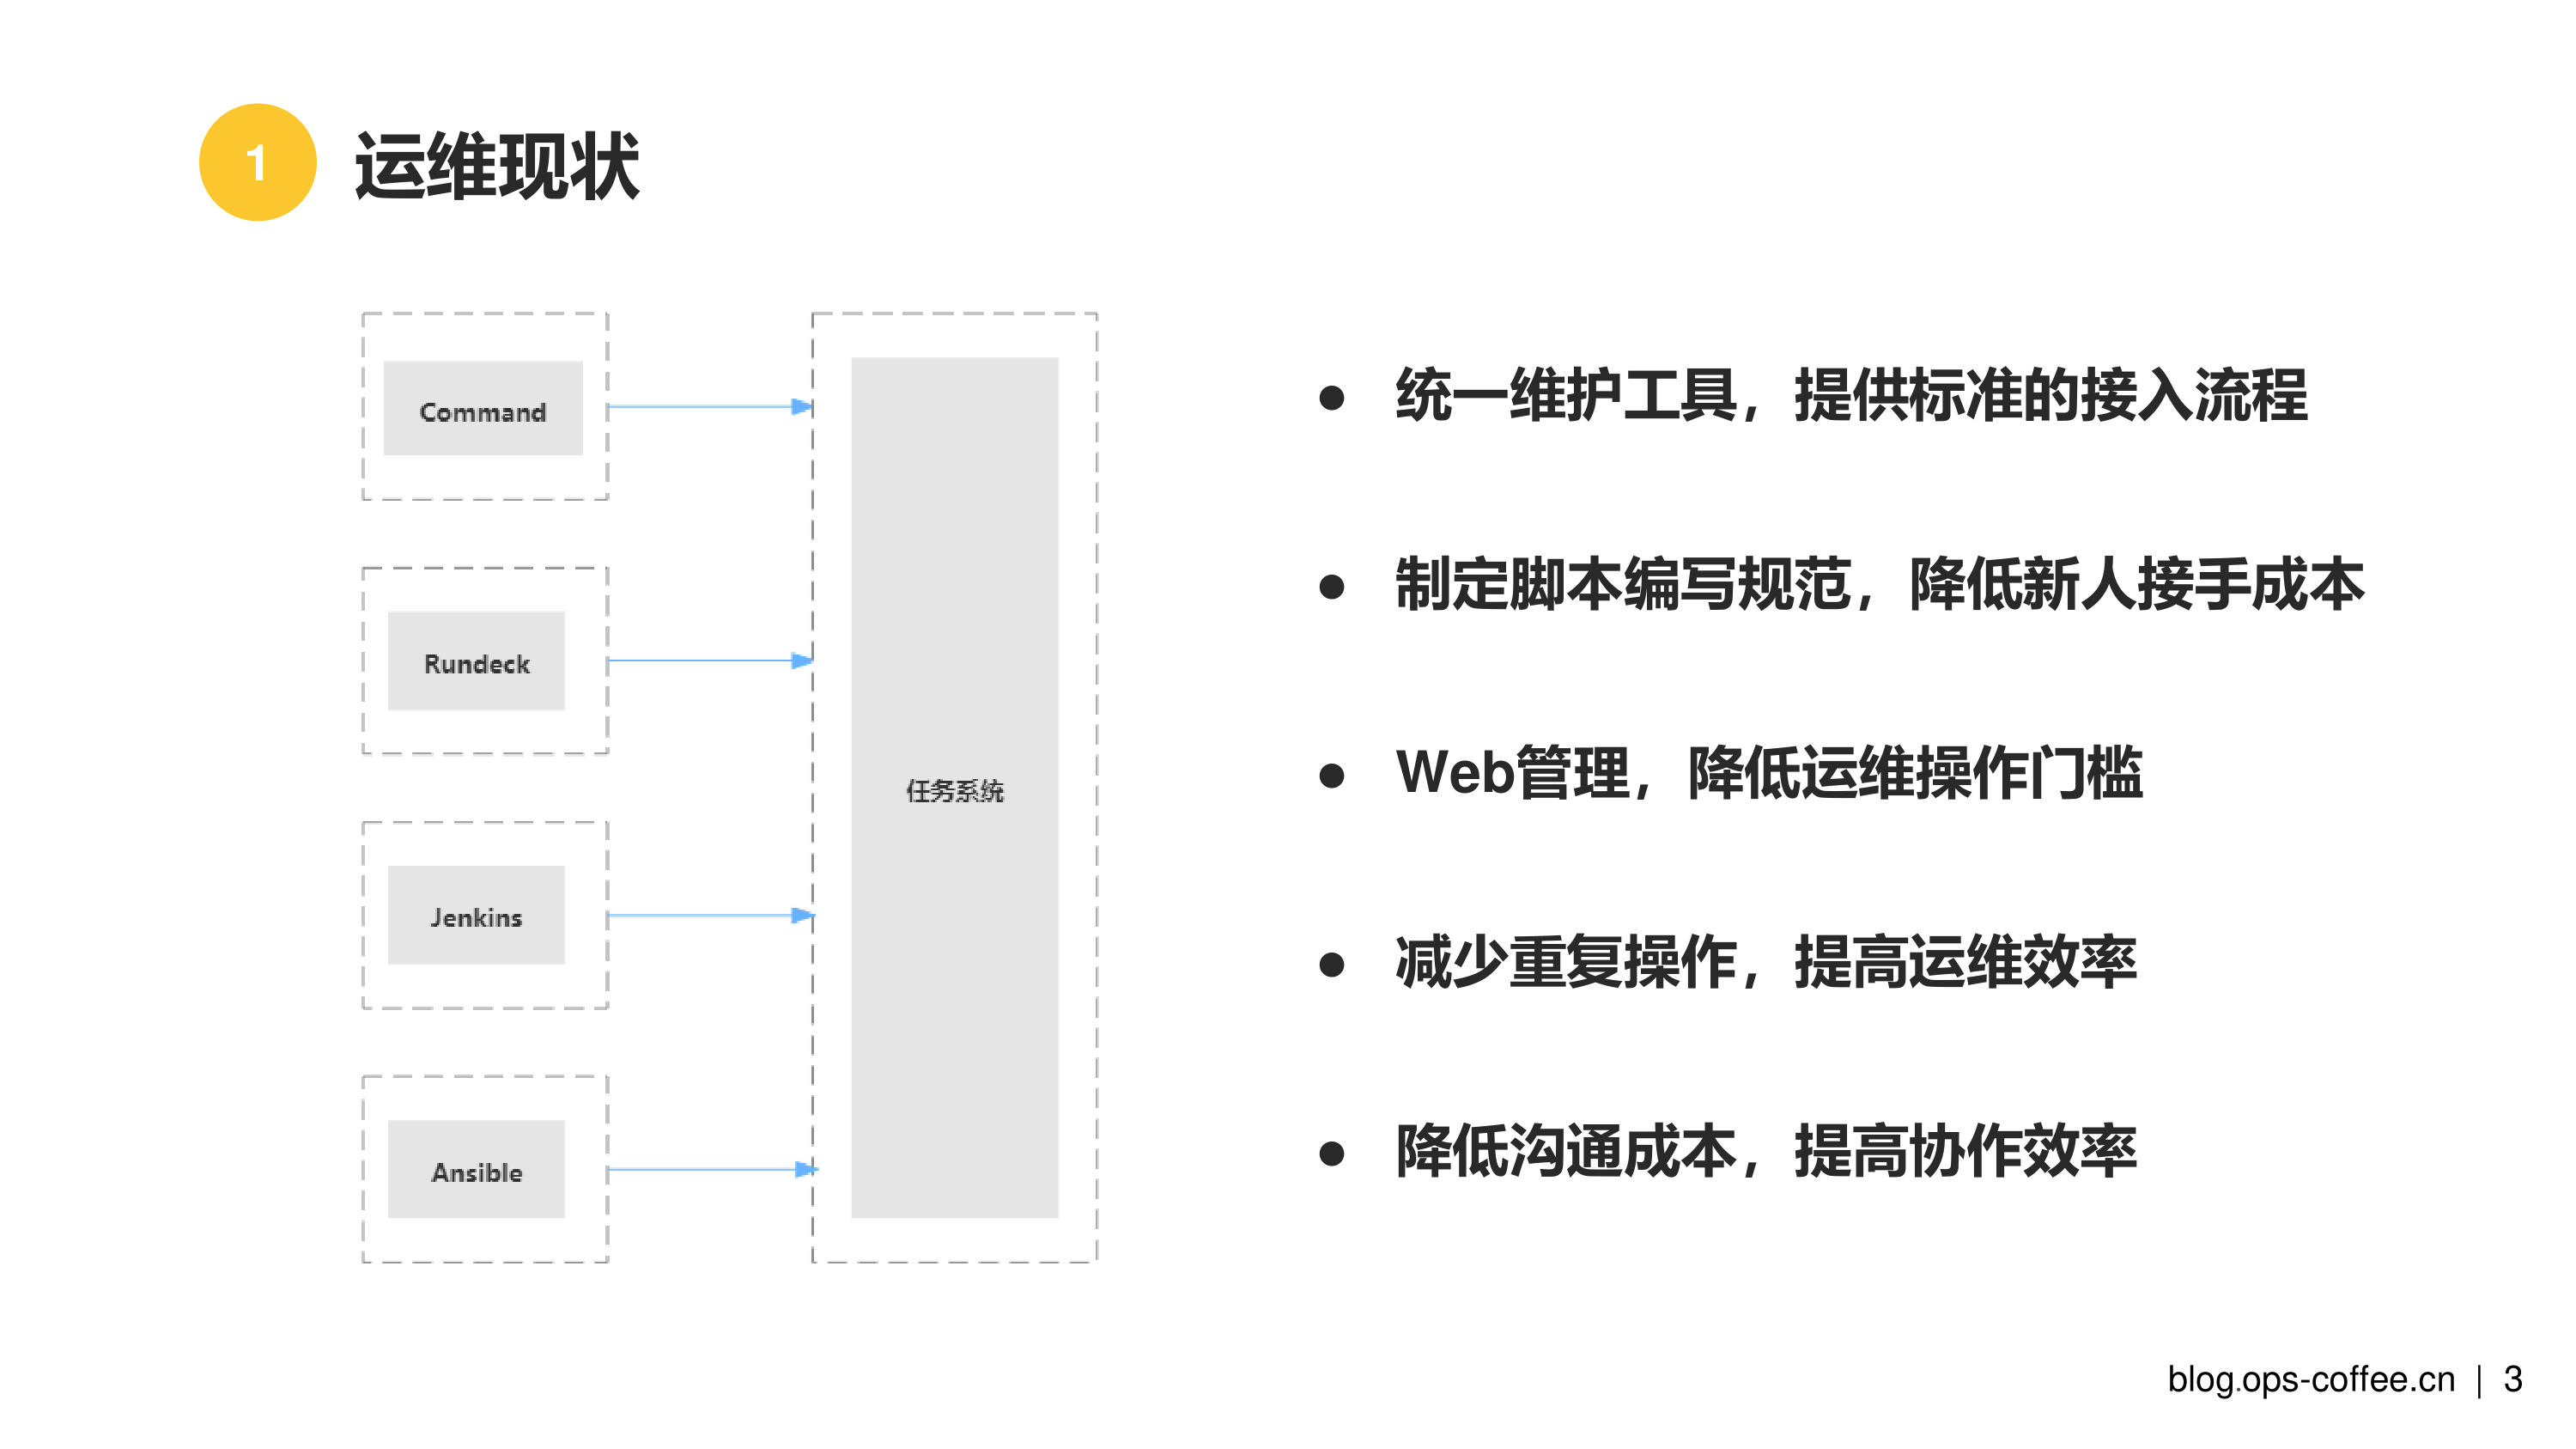 1
运维现状
Command
Rundeck
Jenkins
Ansible
任务系统
● 统一维护工具，提供标准的接入流程
● 制定脚本编写规范，降低新人接手成本
● Web管理，降低运维操作门槛
● 减少重复操作，提高运维效率
● 降低沟通成本，提高协作效率
blog.ops-coffee.cn | 3